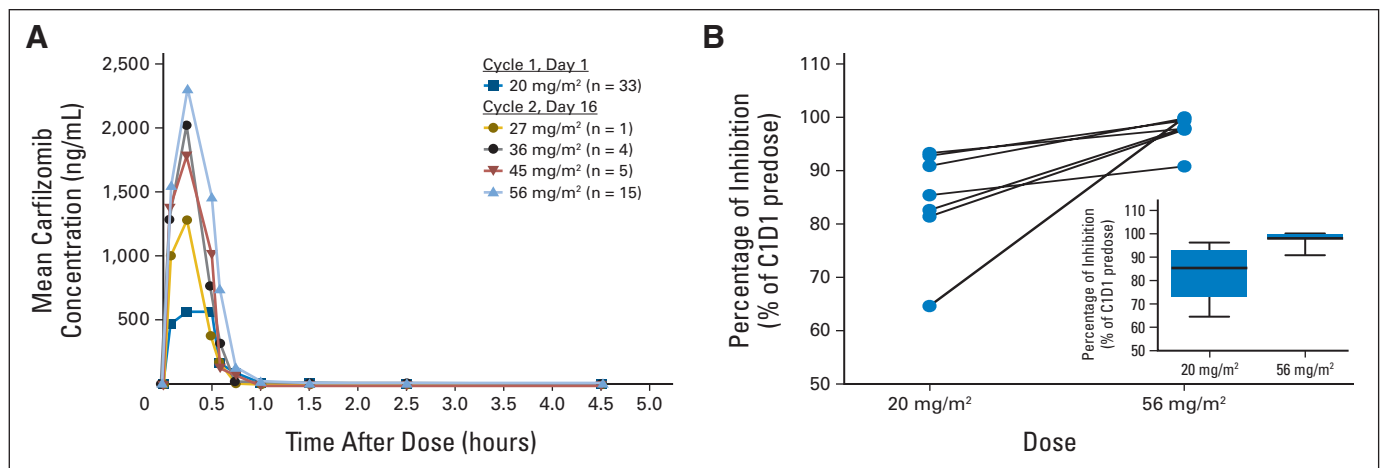 A
2,500
2,000
1,500
1,000
500
0
0.5
1.0
1.5
2.0
2.5
3.0
3.5
4.0
4.5
5.0
Mean Carfilzomib
Concentration (ng/mL)
Time After Dose (hours)
Cycle 1, Day 1
20 mg/m² (n = 33)
Cycle 2, Day 16
27 mg/m² (n = 1)
36 mg/m² (n = 4)
45 mg/m² (n = 5)
56 mg/m² (n = 15)
B
110
100
90
80
70
60
50
Percentage of Inhibition
(% of C1D1 predose)
20 mg/m²
56 mg/m²
Dose
110
100
90
80
70
60
50
Percentage of Inhibition
(% of C1D1 predose)
20 mg/m²
56 mg/m²